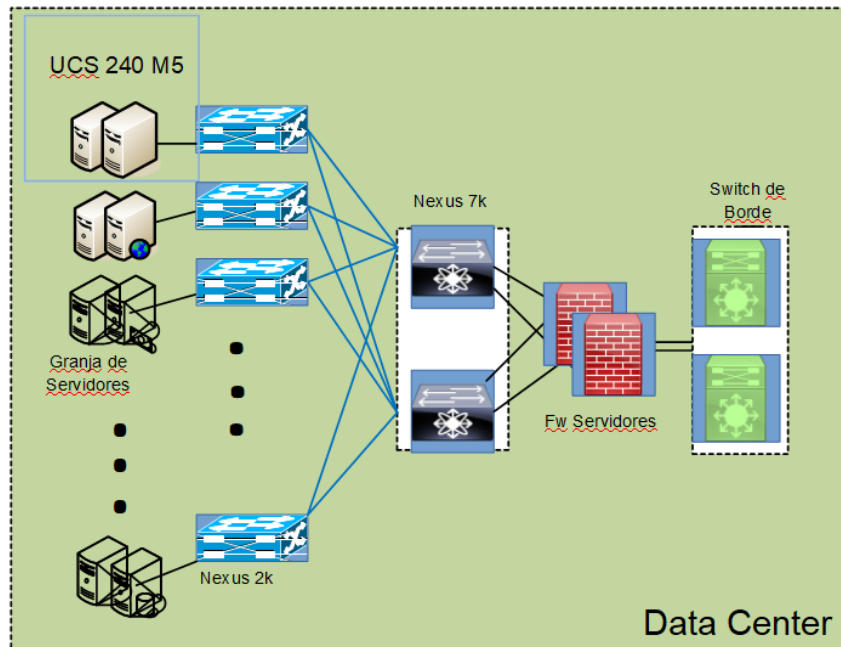 UCS 240 M5
Nexus 7k
Switch de
Borde
Granja de
Servidores
Fw Servidores
Nexus 2k
Data Center